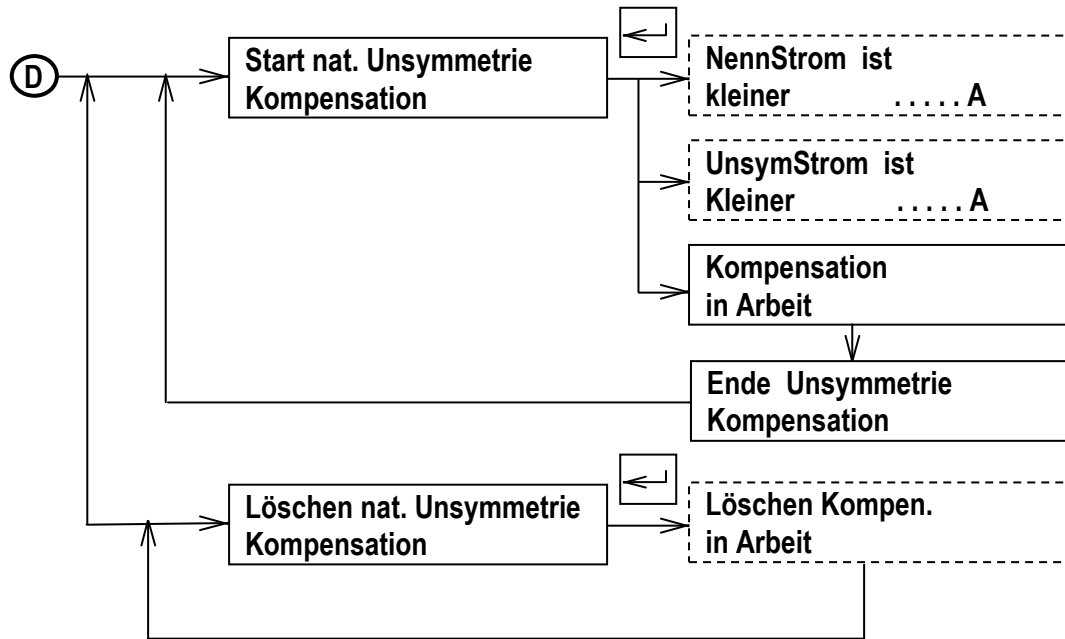 D
Start nat. Unsymmetrie
Kompensation
NennStrom ist
kleiner . . . . . A
UnsymStrom ist
Kleiner . . . . . A
Kompensation
in Arbeit
Ende Unsymmetrie
Kompensation
Löschen nat. Unsymmetrie
Kompensation
Löschen Kompen.
in Arbeit